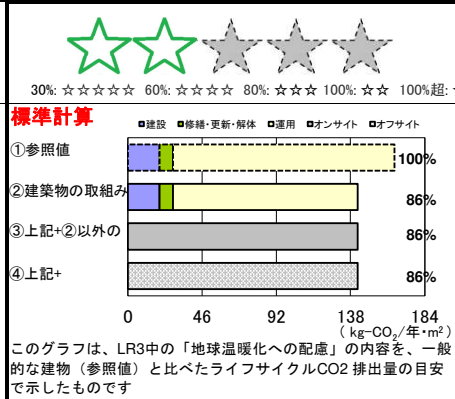 30%: ☆☆☆☆☆ 60%: ☆☆☆☆ 80%: ☆☆☆ 100%: ☆☆ 100%超:
標準計算
建設 修繕・更新・解体 運用 オンサイト オフサイト
①参照値 100%
②建築物の取組み 86%
③上記+②以外の 86%
④上記+ 86%
0 46 92 138 184
( kg-CO₂/年・m²)
このグラフは、LR3中の「地球温暖化への配慮」の内容を、一般
的な建物（参照値）と比べたライフサイクルCO2 排出量の目安
で示したものです